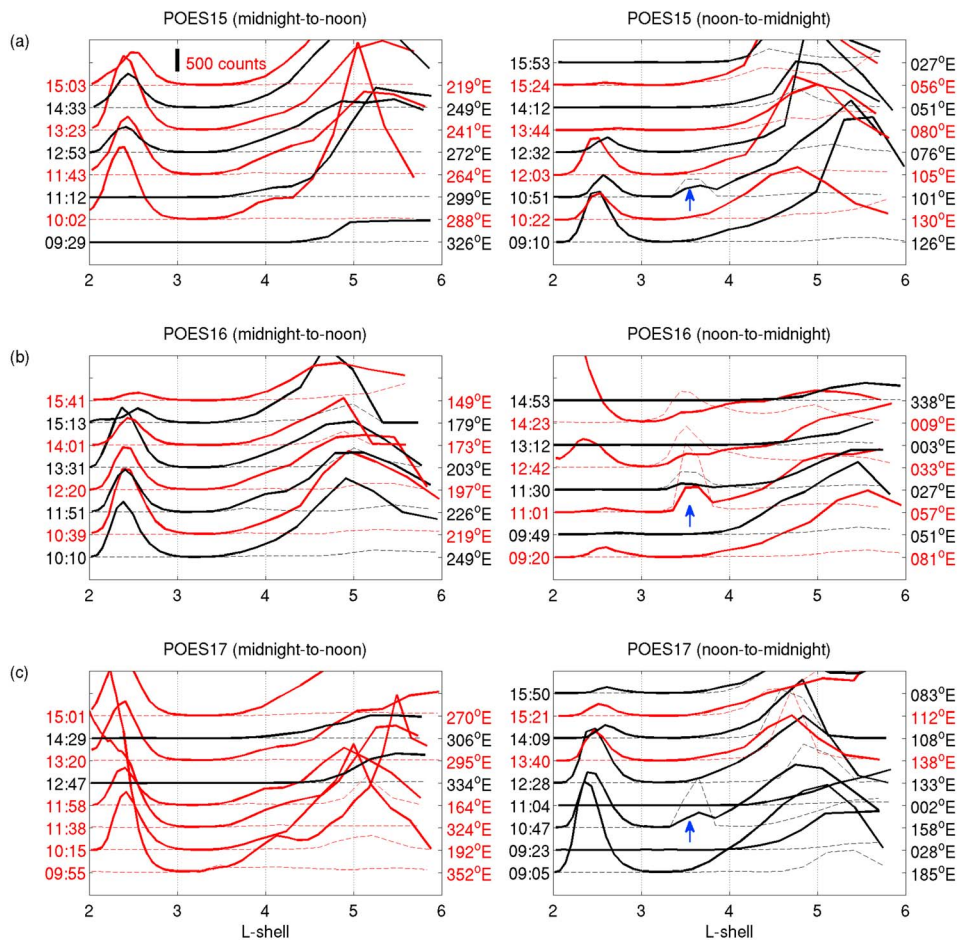 POES15 (midnight-to-noon)
POES15 (noon-to-midnight)
(a)
500 counts
15:03
14:33
13:23
12:53
11:43
11:12
10:02
09:29
219°E
249°E
241°E
272°E
264°E
299°E
288°E
326°E
2 3 4 5 6
15:53
15:24
14:12
13:44
12:32
12:03
10:51
10:22
09:10
027°E
056°E
051°E
080°E
076°E
105°E
101°E
130°E
126°E
2 3 4 5 6
POES16 (midnight-to-noon)
POES16 (noon-to-midnight)
(b)
15:41
15:13
14:01
13:31
12:20
11:51
10:39
10:10
149°E
179°E
173°E
203°E
197°E
226°E
219°E
249°E
2 3 4 5 6
14:53
14:23
13:12
12:42
11:30
11:01
09:49
09:20
338°E
009°E
003°E
033°E
027°E
057°E
051°E
081°E
2 3 4 5 6
POES17 (midnight-to-noon)
POES17 (noon-to-midnight)
(c)
15:01
14:29
13:20
12:47
11:58
11:38
10:15
09:55
270°E
306°E
295°E
334°E
164°E
324°E
192°E
352°E
2 3 4 5 6
L-shell
15:50
15:21
14:09
13:40
12:28
11:04
10:47
09:23
09:05
083°E
112°E
108°E
138°E
133°E
002°E
158°E
028°E
185°E
2 3 4 5 6
L-shell